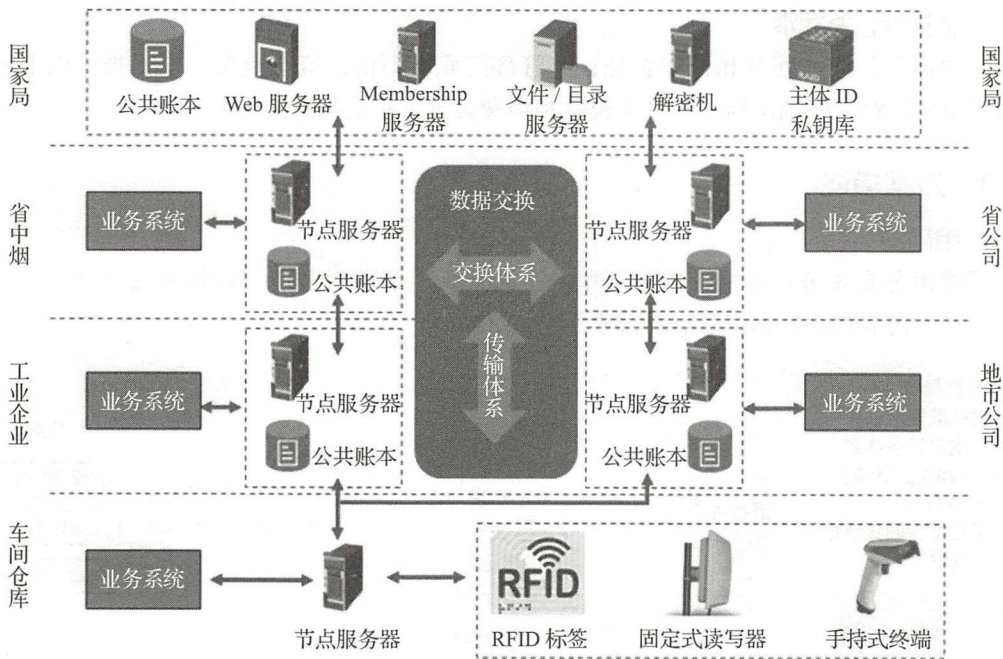 国家局
公共账本
Web 服务器
Membership
服务器
文件 / 目录
服务器
解密机
RAID
主体 ID
私钥库
国家局
省中烟
业务系统
节点服务器
公共账本
数据交换
交换体系
传输体系
节点服务器
公共账本
业务系统
省公司
工业企业
业务系统
节点服务器
公共账本
节点服务器
公共账本
业务系统
地市公司
车间仓库
业务系统
节点服务器
RFID
RFID 标签
固定式读写器
手持式终端